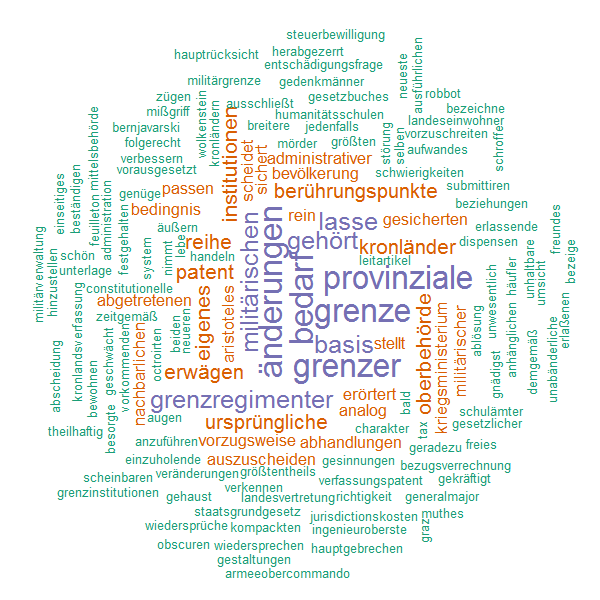 steuerbewilligung
hauptrücksicht
herabgezerrt
entschädigungsfrage
neueste
ausführlichen
militärgrenze
gedenkmänner
robbot
zügen
wolkenstein
kronländern
ausschließt
gesetzbuches
bezeichne
mißgriff
humanitätsschulen
landeseinwohner
bernjavarski
institutionen
breitere
jedenfalls
größten
vorzuschreiten
folgerecht
mörder
störung
selben
aufwandes
schroffer
verbessern
scheidet
sichert
administrativer
schwierigkeiten
vorausgesetzt
bevölkerung
einseitiges
beständigen
feuilleton
mittelsbehörde
administration
genüge
passen
berührungspunkte
submittiren
bedingnis
rein
lasse
gesicherten
beziehungen
festgehalten
äußern
militärischen
änderungen
gehört
erlassende
freundes
militärverwaltung
hinzustellen
schön
system
nimmt
lebe
reihe
handeln
bedarf
kronländer
dispensen
häufler
unhaltbare
umsicht
bezeige
unterlage
patent
leitartikel
provinziale
unwesentlich
constitutionelle
eigenes
aristoteles
grenze
oberbehörde
kriegsministerium
militärischer
ablösung
anhänglichen
kronlandsverfassung
abgetretenen
zeitgemäß
octroirten
beiden
neueren
basis
stellt
gnädigst
demgemäß
unabänderliche
erlaßenen
abscheidung
bewohnen
geschwächt
vorkommenden
nachbarlichen
erwägen
grenzer
besorgte
grenzregimenter
erörtert
bald
theilhaftig
augen
ursprüngliche
analog
schulämter
charakter
tax
gesetzlicher
anzuführen
vorzugsweise
abhandlungen
geradezu
freies
einzuholende
auszuscheiden
gesinnungen
bezugsverrechnung
scheinbaren
veränderungen
größtentheils
verfassungspatent
gekräftigt
grenzinstitutionen
gehaust
verkennen
landesvertretung
richtigkeit
generalmajor
staatsgrundgesetz
jurisdictionskosten
graz
muthes
wiedersprüche
kompackten
ingenieuroberste
obscuren
wiedersprechen
hauptgebrechen
gestaltungen
armeeobercommando